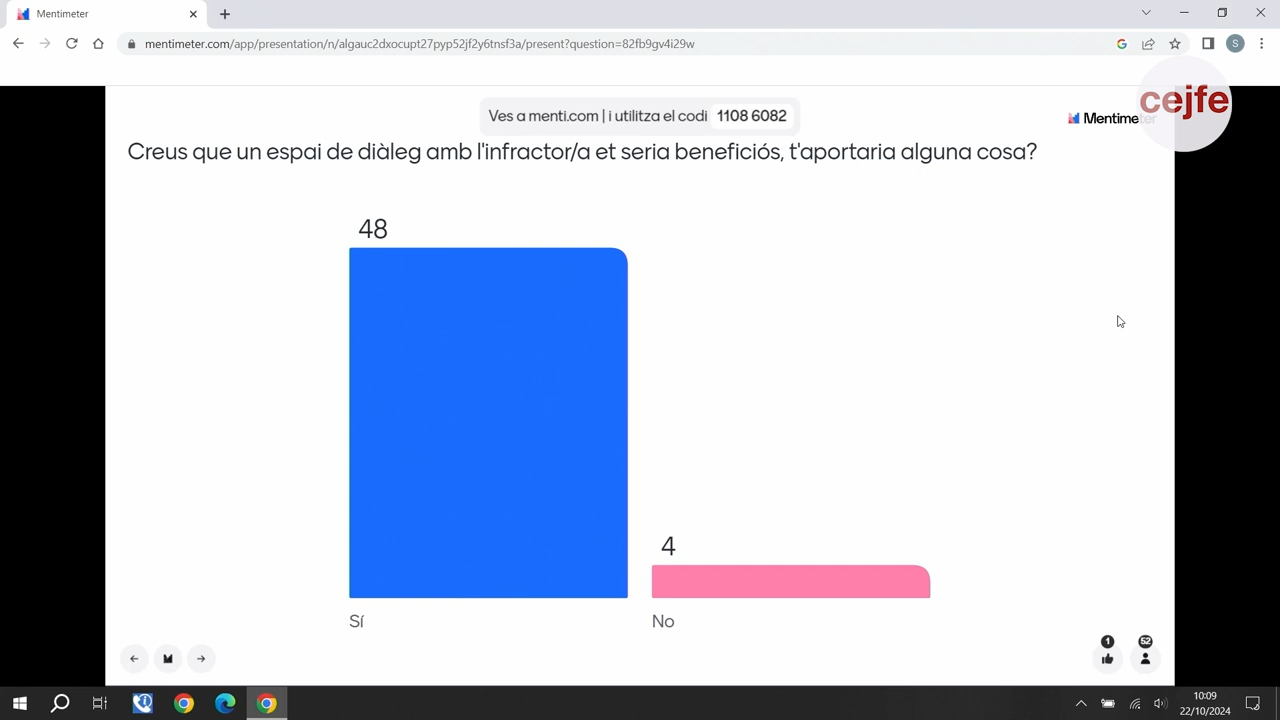 Mentimeter
mentimeter.com/app/presentation/n/algauc2dxocupt27pyp52jf2y6tnsf3a/present?question=82fb9gv4i29w
S
cejfe
Ves a menti.com | i utilitza el codi 1108 6082
Mentimeter
Creus que un espai de diàleg amb l'infractor/a et seria beneficiós, t'aportaria alguna cosa?
48
4
Sí
No
1
52
10:09
22/10/2024